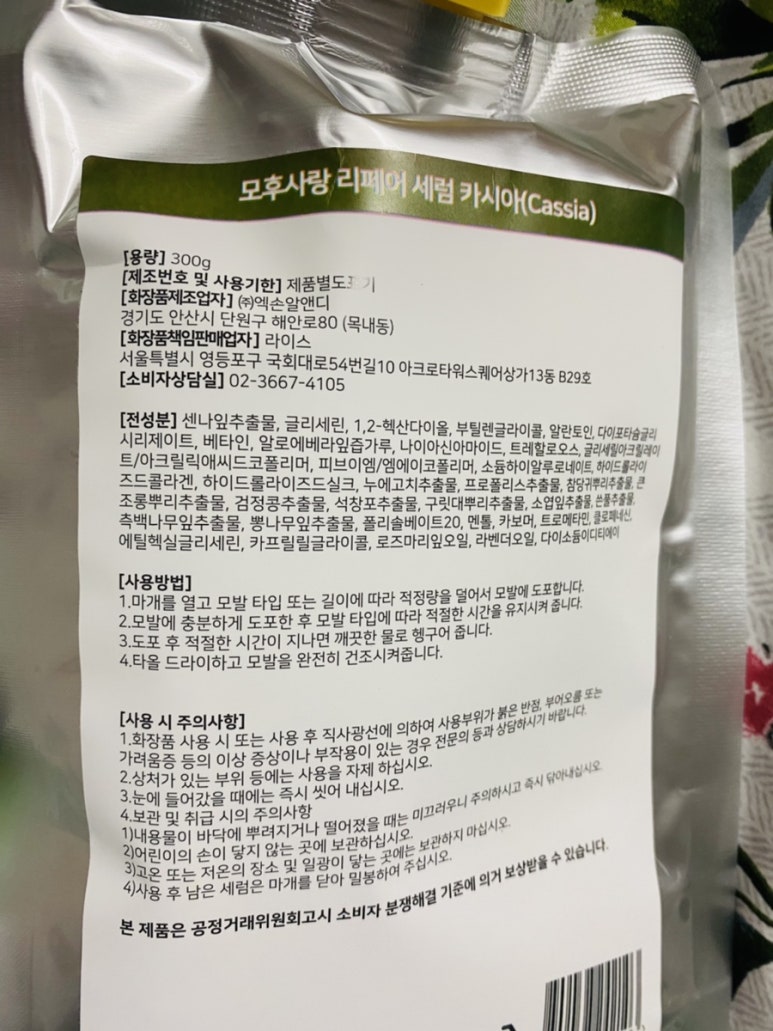 모후사랑 리페어 세럼 카시아(Cassia)
[용량] 300g
[제조번호 및 사용기한] 제품별도표기
[화장품제조업자] ㈜엑손알앤디
경기도 안산시 단원구 해안로80 (목내동)
[화장품책임판매업자] 라이스
서울특별시 영등포구 국회대로54번길10 아크로타워스퀘어상가13동 B29호
[소비자상담실] 02-3667-4105
[전성분] 센나잎추출물, 글리세린, 1,2-헥산다이올, 부틸렌글라이콜, 알란토인, 다이포타슘글리
시리제이트, 베타인, 알로에베라잎즙가루, 나이아신아마이드, 트레할로오스, 글리세릴아크릴레이
트/아크릴릭애씨드코폴리머, 피브이엠/엠에이코폴리머, 소듐하이알루로네이트, 하이드롤라이
즈드콜라겐, 하이드롤라이즈드실크, 누에고치추출물, 프로폴리스추출물, 참당귀뿌리추출물, 큰
조롱뿌리추출물, 검정콩추출물, 석창포추출물, 구릿대뿌리추출물, 소엽잎추출물, 쓴풀추출물,
측백나무잎추출물, 뽕나무잎추출물, 폴리솔베이트20, 멘톨, 카보머, 트로메타민, 클로페네신,
에틸헥실글리세린, 카프릴릴글라이콜, 로즈마리잎오일, 라벤더오일, 다이소듐이디티에이
[사용방법]
1.마개를 열고 모발 타입 또는 길이에 따라 적정량을 덜어서 모발에 도포합니다.
2.모발에 충분하게 도포한 후 모발 타입에 따라 적절한 시간을 유지시켜 줍니다.
3.도포 후 적절한 시간이 지나면 깨끗한 물로 헹구어 줍니다.
4.타올 드라이하고 모발을 완전히 건조시켜줍니다.
[사용 시 주의사항]
1.화장품 사용 시 또는 사용 후 직사광선에 의하여 사용부위가 붉은 반점, 부어오름 또는
가려움증 등의 이상 증상이나 부작용이 있는 경우 전문의 등과 상담하시기 바랍니다.
2.상처가 있는 부위 등에는 사용을 자제 하십시오.
3.눈에 들어갔을 때에는 즉시 씻어 내십시오.
4.보관 및 취급 시의 주의사항
1)내용물이 바닥에 뿌려지거나 떨어졌을 때는 미끄러우니 주의하시고 즉시 닦아내십시오.
2)어린이의 손이 닿지 않는 곳에 보관하십시오.
3)고온 또는 저온의 장소 및 일광이 닿는 곳에는 보관하지 마십시오.
4)사용 후 남은 세럼은 마개를 닫아 밀봉하여 주십시오.
본 제품은 공정거래위원회고시 소비자 분쟁해결 기준에 의거 보상받을 수 있습니다.